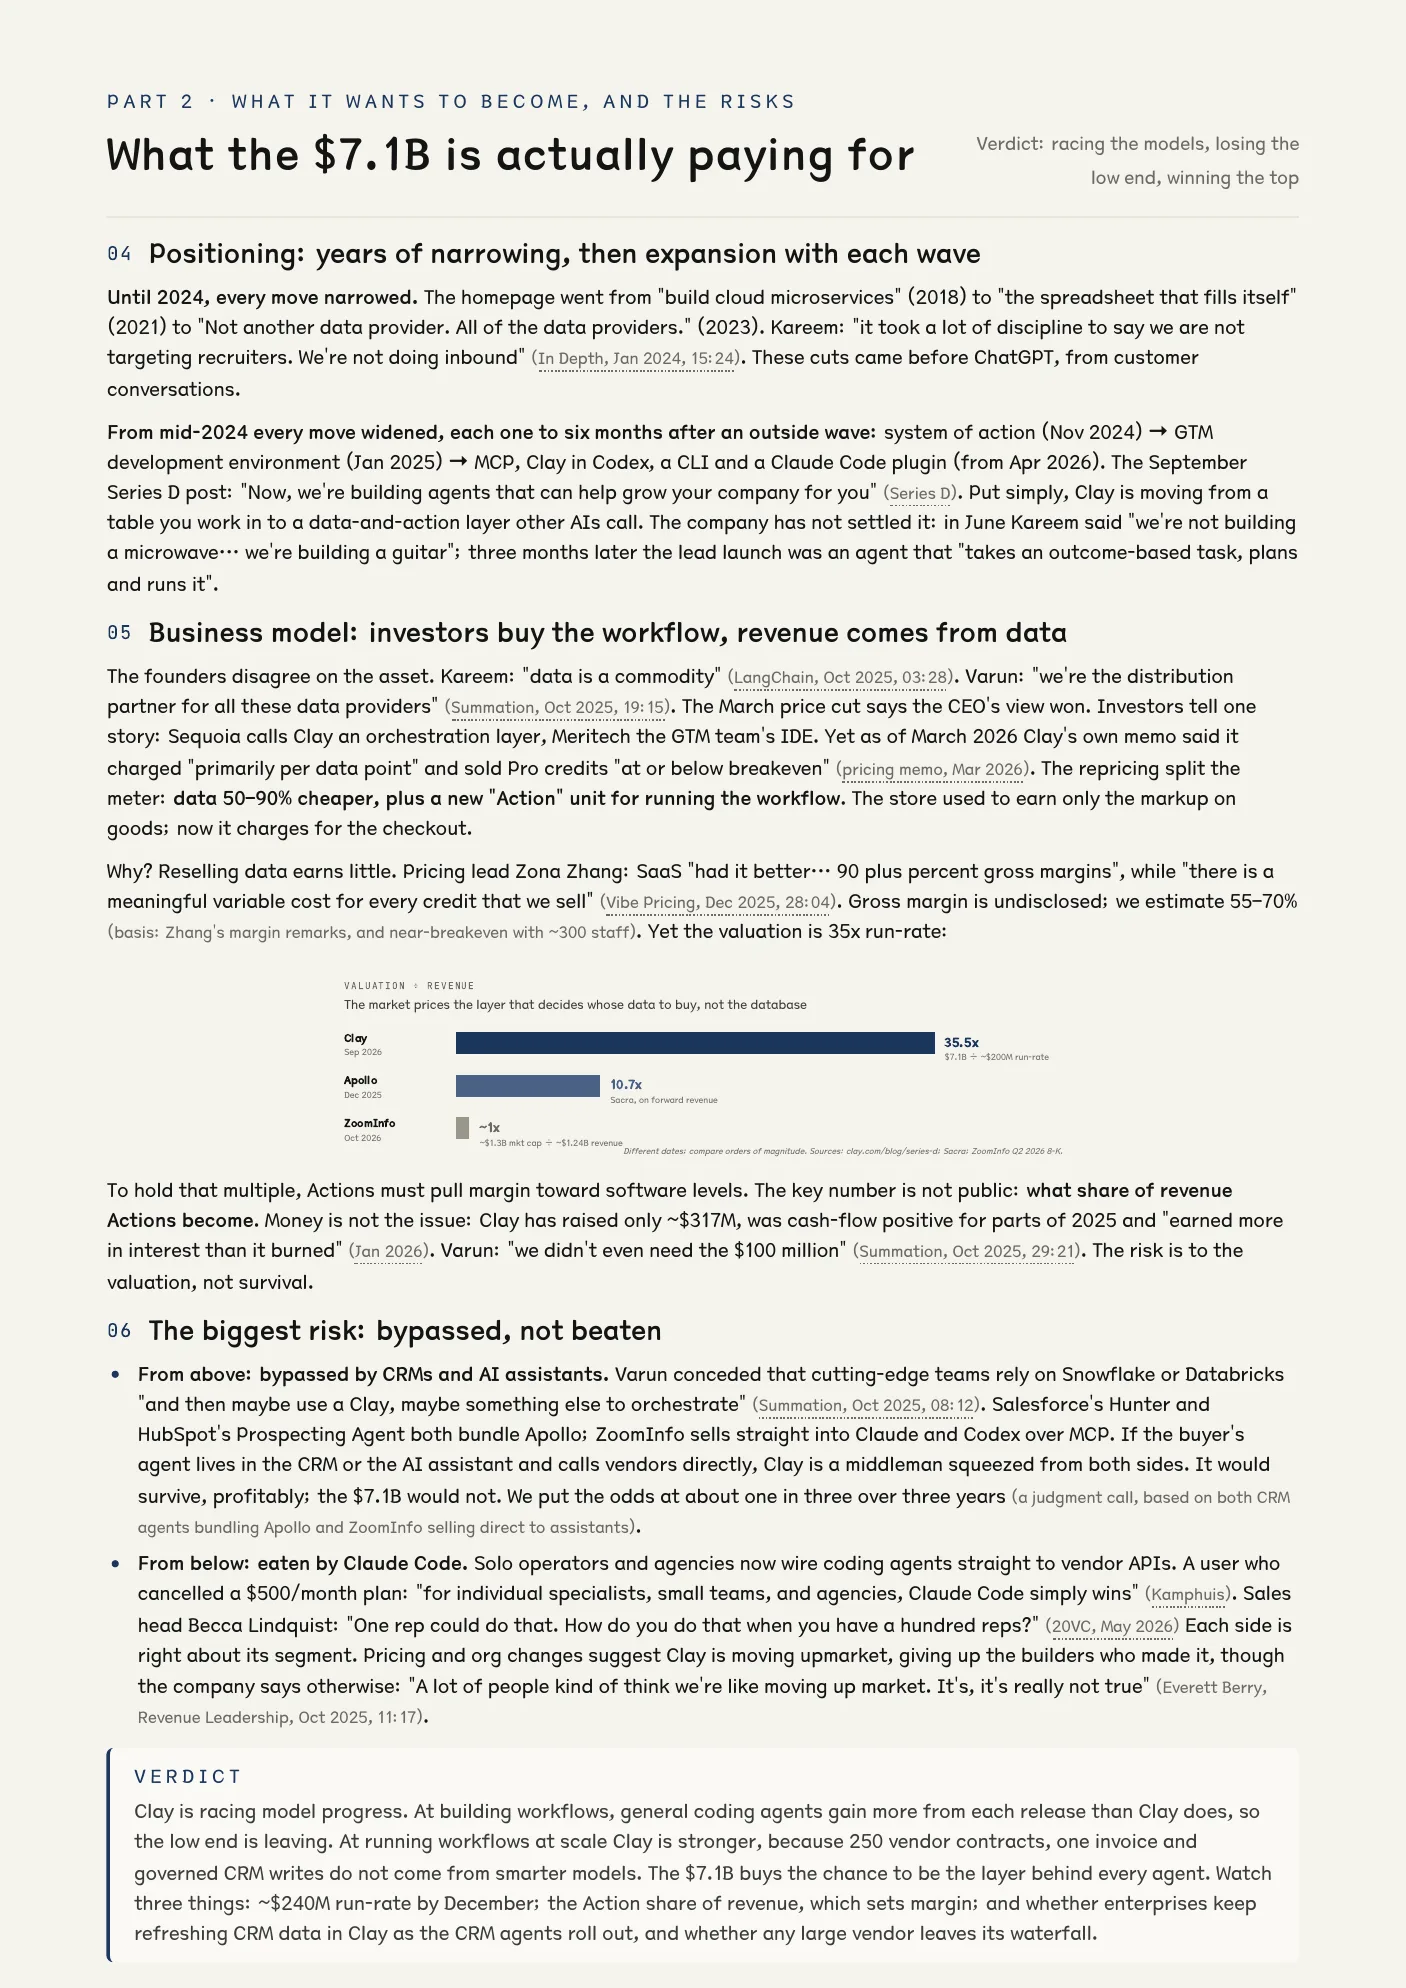 PART 2 · WHAT IT WANTS TO BECOME, AND THE RISKS
What the $7.1B is actually paying for
Verdict: racing the models, losing the
low end, winning the top
04 Positioning: years of narrowing, then expansion with each wave
Until 2024, every move narrowed. The homepage went from "build cloud microservices" (2018) to "the spreadsheet that fills itself"
(2021) to "Not another data provider. All of the data providers." (2023). Kareem: "it took a lot of discipline to say we are not
targeting recruiters. We're not doing inbound" (In Depth, Jan 2024, 15:24). These cuts came before ChatGPT, from customer
conversations.
From mid-2024 every move widened, each one to six months after an outside wave: system of action (Nov 2024) → GTM
development environment (Jan 2025) → MCP, Clay in Codex, a CLI and a Claude Code plugin (from Apr 2026). The September
Series D post: "Now, we're building agents that can help grow your company for you" (Series D). Put simply, Clay is moving from a
table you work in to a data-and-action layer other AIs call. The company has not settled it: in June Kareem said "we're not building
a microwave… we're building a guitar"; three months later the lead launch was an agent that "takes an outcome-based task, plans
and runs it".
05 Business model: investors buy the workflow, revenue comes from data
The founders disagree on the asset. Kareem: "data is a commodity" (LangChain, Oct 2025, 03:28). Varun: "we're the distribution
partner for all these data providers" (Summation, Oct 2025, 19:15). The March price cut says the CEO's view won. Investors tell one
story: Sequoia calls Clay an orchestration layer, Meritech the GTM team's IDE. Yet as of March 2026 Clay's own memo said it
charged "primarily per data point" and sold Pro credits "at or below breakeven" (pricing memo, Mar 2026). The repricing split the
meter: data 50–90% cheaper, plus a new "Action" unit for running the workflow. The store used to earn only the markup on
goods; now it charges for the checkout.
Why? Reselling data earns little. Pricing lead Zona Zhang: SaaS "had it better… 90 plus percent gross margins", while "there is a
meaningful variable cost for every credit that we sell" (Vibe Pricing, Dec 2025, 28:04). Gross margin is undisclosed; we estimate 55–70%
(basis: Zhang's margin remarks, and near-breakeven with ~300 staff). Yet the valuation is 35x run-rate:
VALUATION ÷ REVENUE
The market prices the layer that decides whose data to buy, not the database
Clay
Sep 2026
35.5x
$7.1B ÷ ~$200M run-rate
Apollo
Dec 2025
10.7x
Sacra, on forward revenue
ZoomInfo
Oct 2026
~1x
~$1.3B mkt cap ÷ ~$1.24B revenue
Different dates; compare orders of magnitude. Sources: clay.com/blog/series-d; Sacra; ZoomInfo Q2 2026 8-K.
To hold that multiple, Actions must pull margin toward software levels. The key number is not public: what share of revenue
Actions become. Money is not the issue: Clay has raised only ~$317M, was cash-flow positive for parts of 2025 and "earned more
in interest than it burned" (Jan 2026). Varun: "we didn't even need the $100 million" (Summation, Oct 2025, 29:21). The risk is to the
valuation, not survival.
06 The biggest risk: bypassed, not beaten
• From above: bypassed by CRMs and AI assistants. Varun conceded that cutting-edge teams rely on Snowflake or Databricks
"and then maybe use a Clay, maybe something else to orchestrate" (Summation, Oct 2025, 08:12). Salesforce's Hunter and
HubSpot's Prospecting Agent both bundle Apollo; ZoomInfo sells straight into Claude and Codex over MCP. If the buyer's
agent lives in the CRM or the AI assistant and calls vendors directly, Clay is a middleman squeezed from both sides. It would
survive, profitably; the $7.1B would not. We put the odds at about one in three over three years (a judgment call, based on both CRM
agents bundling Apollo and ZoomInfo selling direct to assistants).
• From below: eaten by Claude Code. Solo operators and agencies now wire coding agents straight to vendor APIs. A user who
cancelled a $500/month plan: "for individual specialists, small teams, and agencies, Claude Code simply wins" (Kamphuis). Sales
head Becca Lindquist: "One rep could do that. How do you do that when you have a hundred reps?" (20VC, May 2026) Each side is
right about its segment. Pricing and org changes suggest Clay is moving upmarket, giving up the builders who made it, though
the company says otherwise: "A lot of people kind of think we're like moving up market. It's, it's really not true" (Everett Berry,
Revenue Leadership, Oct 2025, 11:17).
VERDICT
Clay is racing model progress. At building workflows, general coding agents gain more from each release than Clay does, so
the low end is leaving. At running workflows at scale Clay is stronger, because 250 vendor contracts, one invoice and
governed CRM writes do not come from smarter models. The $7.1B buys the chance to be the layer behind every agent. Watch
three things: ~$240M run-rate by December; the Action share of revenue, which sets margin; and whether enterprises keep
refreshing CRM data in Clay as the CRM agents roll out, and whether any large vendor leaves its waterfall.